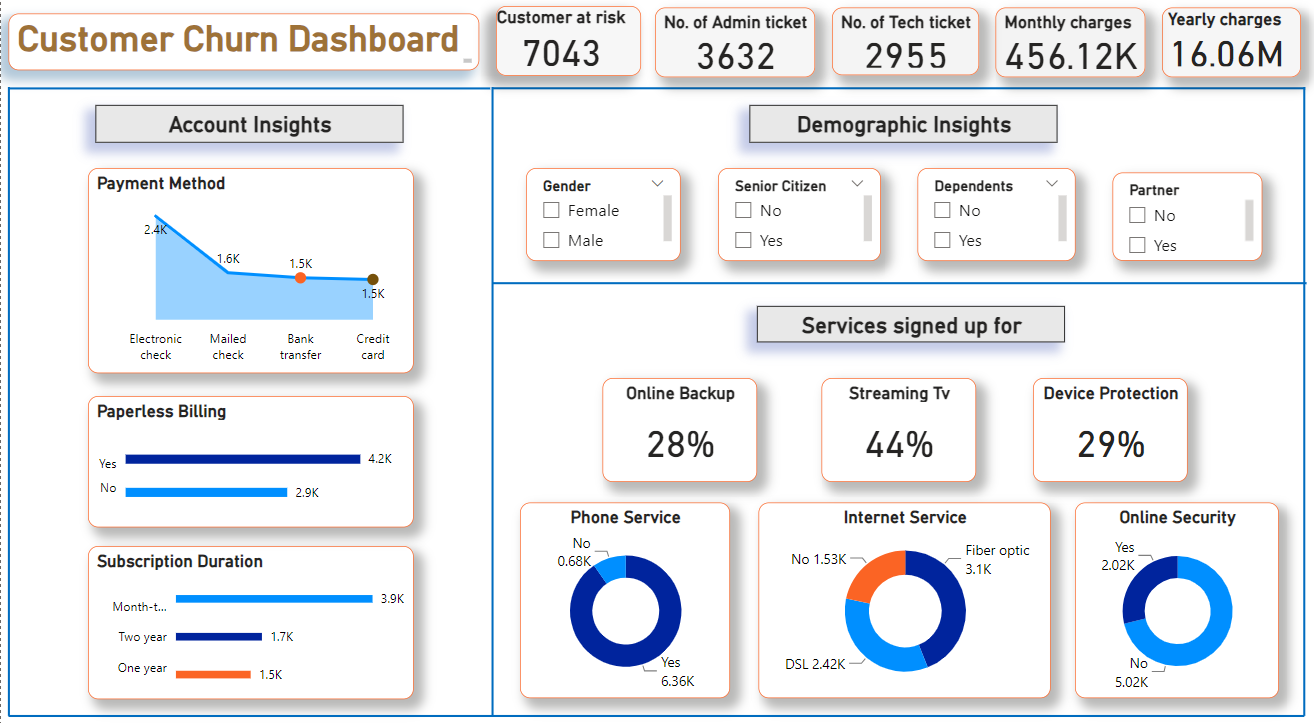 Customer Churn Dashboard
Customer at risk
7043
No. of Admin ticket
3632
No. of Tech ticket
2955
Monthly charges
456.12K
Yearly charges
16.06M
Account Insights
Payment Method
2.4K
1.6K
1.5K
1.5K
Electronic
check
Mailed
check
Bank
transfer
Credit
card
Paperless Billing
Yes
4.2K
No
2.9K
Subscription Duration
Month-t...
3.9K
Two year
1.7K
One year
1.5K
Demographic Insights
Gender
Female
Male
Senior Citizen
No
Yes
Dependents
No
Yes
Partner
No
Yes
Services signed up for
Online Backup
28%
Streaming Tv
44%
Device Protection
29%
Phone Service
No
0.68K
Yes
6.36K
Internet Service
No 1.53K
Fiber optic
3.1K
DSL 2.42K
Online Security
Yes
2.02K
No
5.02K